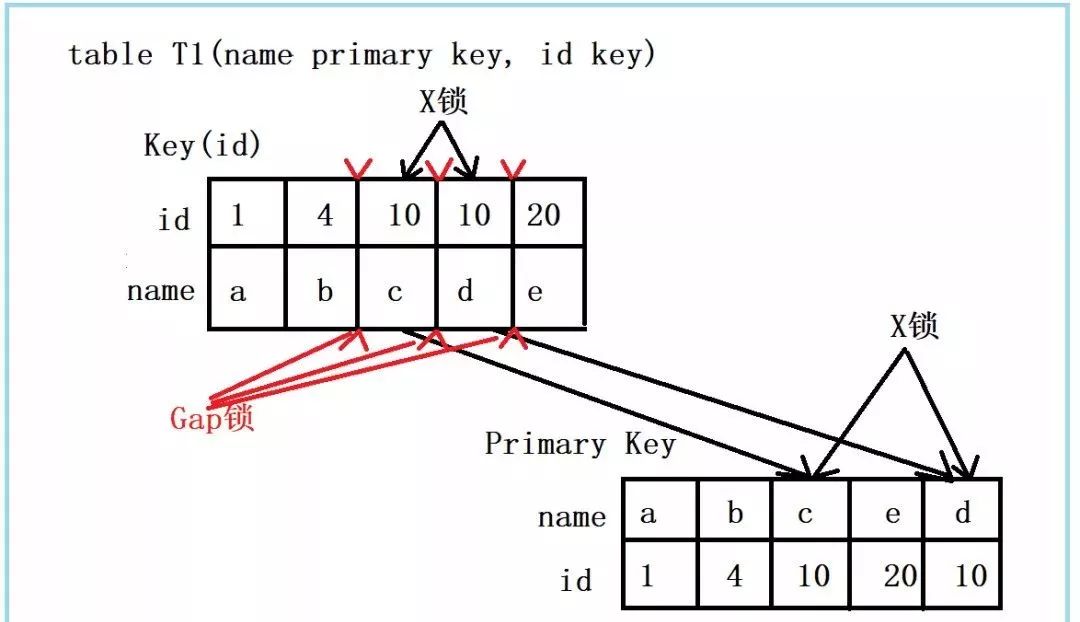 table T1(name primary key, id key)
X锁
Key(id)
id 1 4 10 10 20
name a b c d e
X锁
Gap锁
Primary Key
name a b c e d
id 1 4 10 20 10